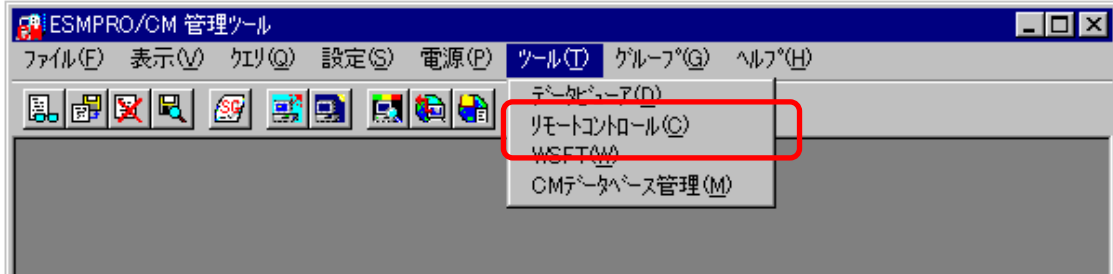 ESMPRO/CM 管理ツール
ファイル(F) 表示(V) クエリ(Q) 設定(S) 電源(P) ツール(T) グループ(G) ヘルプ(H)
SG
データビューア(D)
リモートコントロール(C)
WSFT(W)
CMデータベース管理(M)